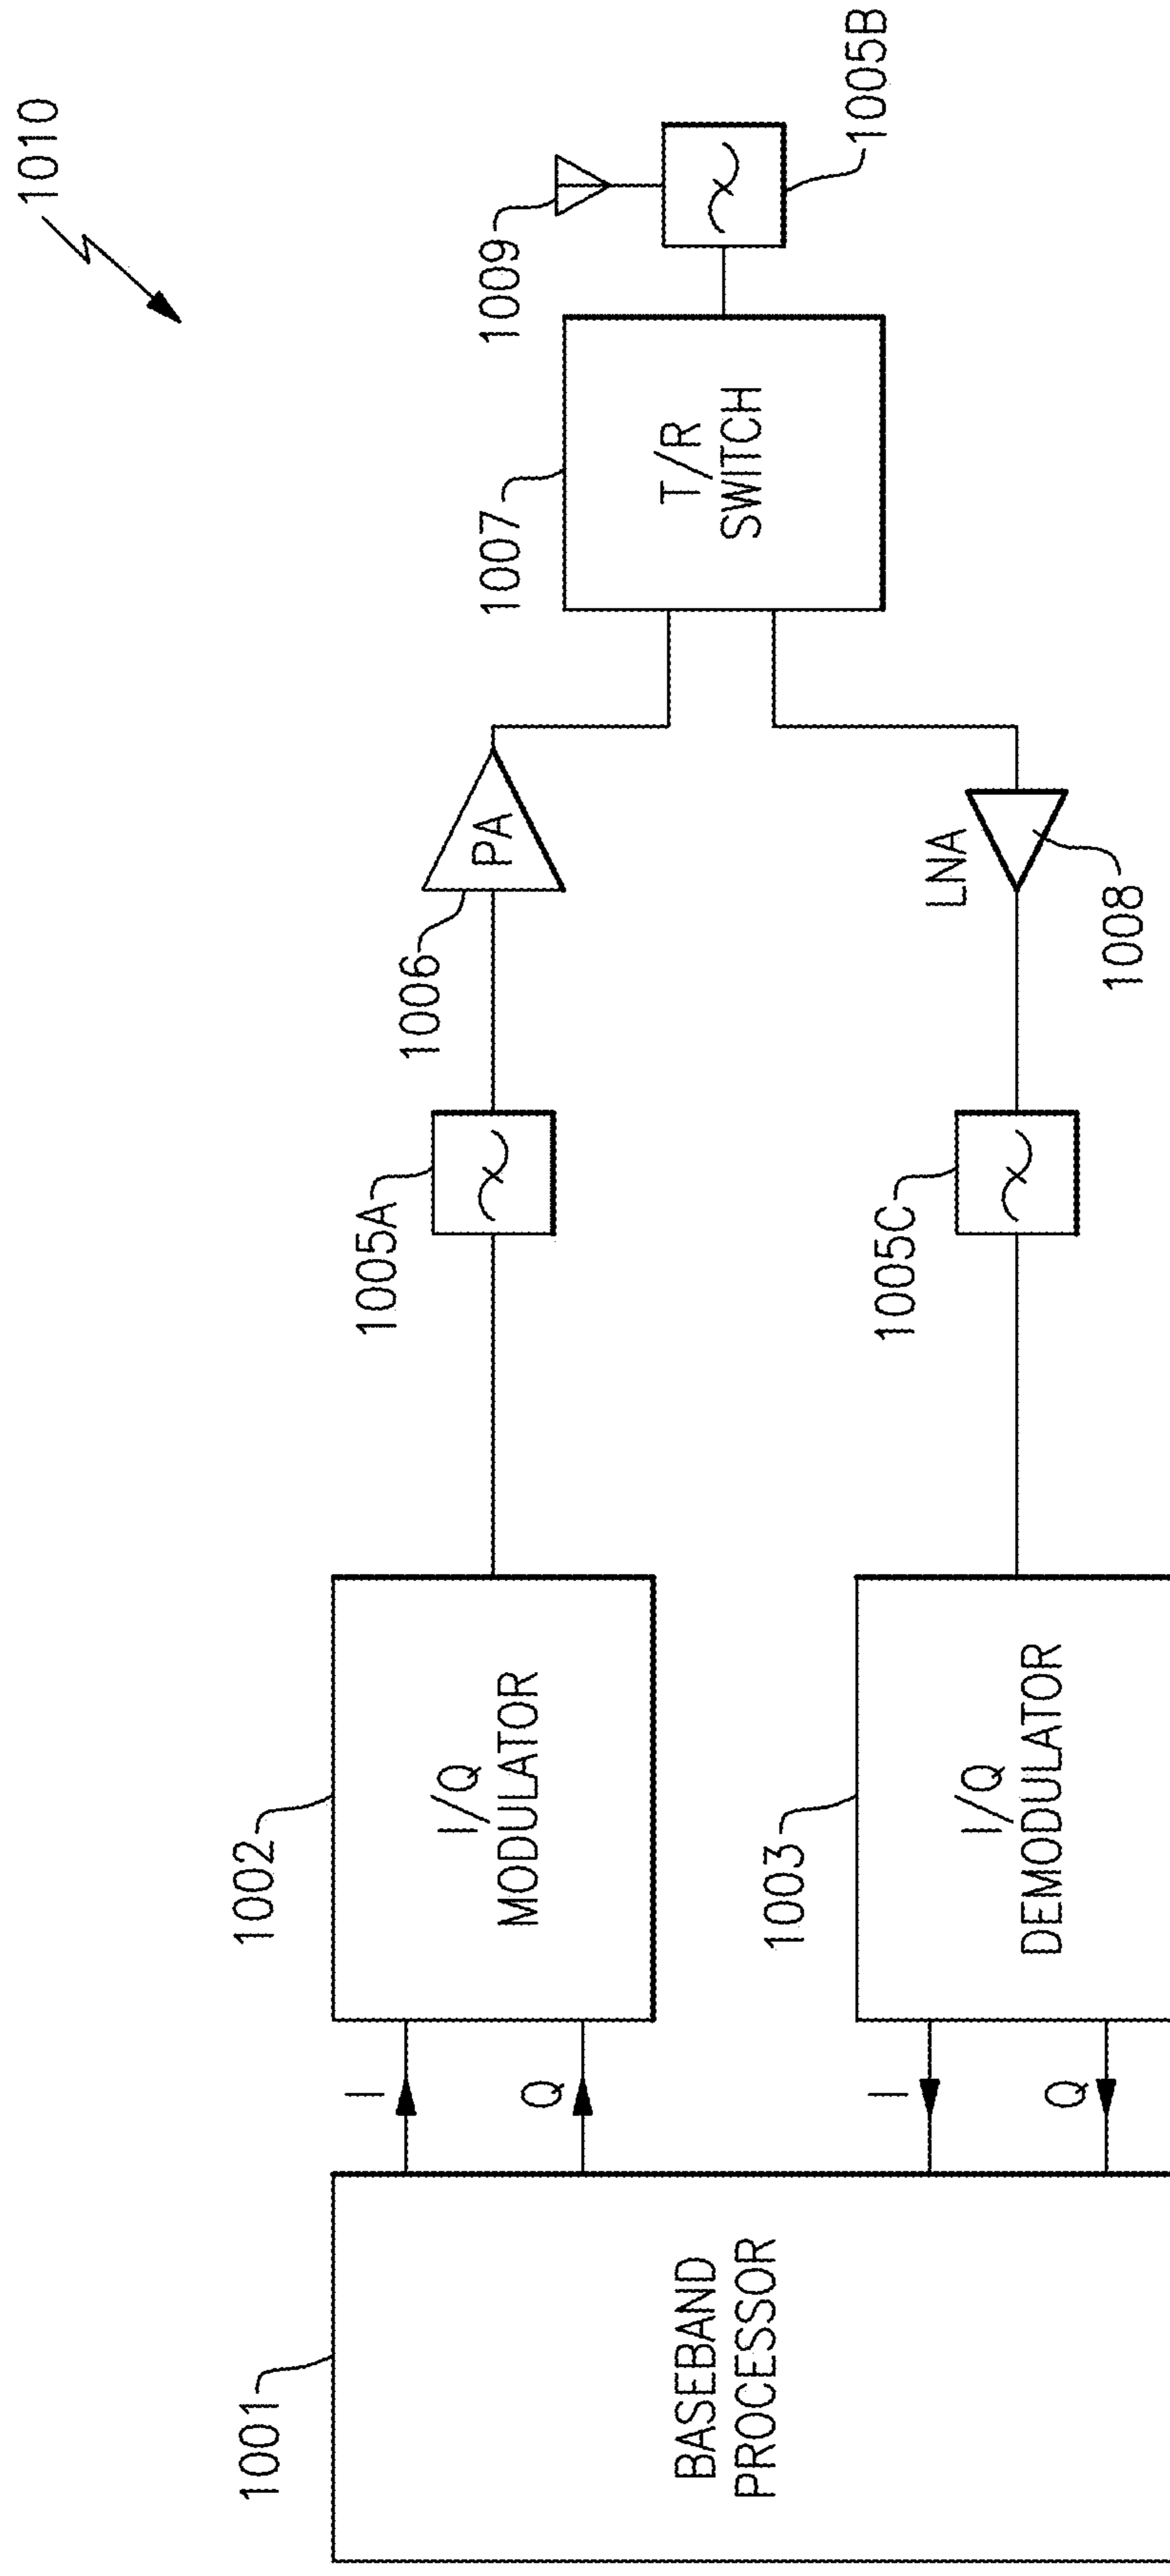 1010
1001
BASEBAND
PROCESSOR
I
Q
I
Q
1002
I/Q
MODULATOR
1003
I/Q
DEMODULATOR
1005A
1005C
1006
PA
LNA
1008
1007
T/R
SWITCH
1009
1005B